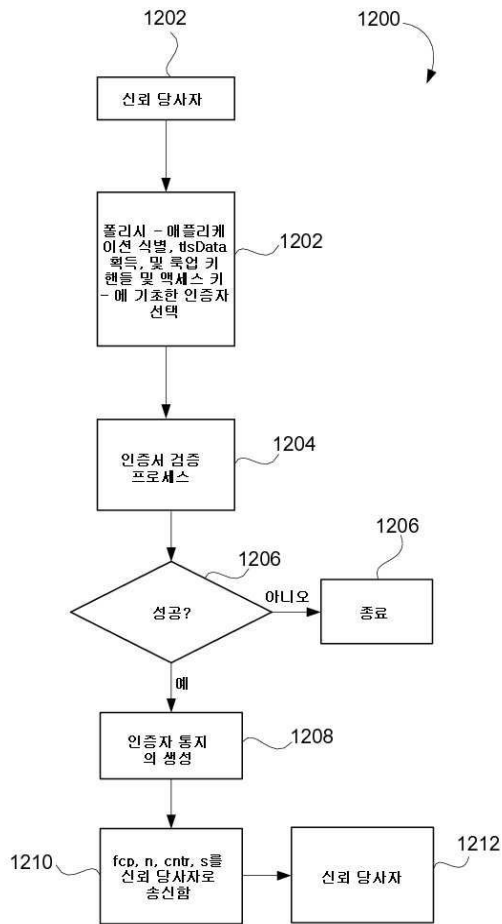 1202
1200
신뢰 당사자
폴리시 - 애플리케
이션 식별, tlsData
획득, 및 룩업 키
핸들 및 액세스 키
- 에 기초한 인증자
선택
1202
인증서 검증
프로세스
1204
성공?
1206
아니오
종료
1206
예
인증자 통지
의 생성
1208
1210
fcp, n, cntr, s를
신뢰 당사자로
송신함
신뢰 당사자
1212